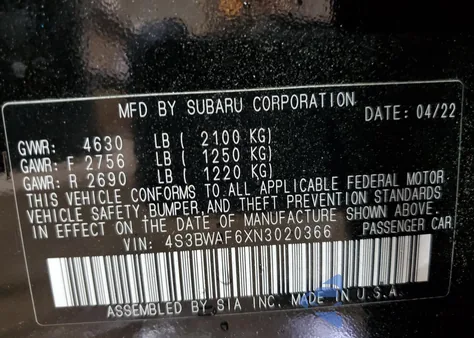 MFD BY SUBARU CORPORATION DATE: 04/22
GVWR: 4630 LB ( 2100 KG)
GAWR: F 2756 LB ( 1250 KG)
GAWR: R 2690 LB ( 1220 KG)
THIS VEHICLE CONFORMS TO ALL APPLICABLE FEDERAL MOTOR
VEHICLE SAFETY, BUMPER, AND THEFT PREVENTION STANDARDS
IN EFFECT ON THE DATE OF MANUFACTURE SHOWN ABOVE.
VIN: 4S3BWAF6XN3020366 PASSENGER CAR
ASSEMBLED BY SIA INC. MADE IN U.S.A.